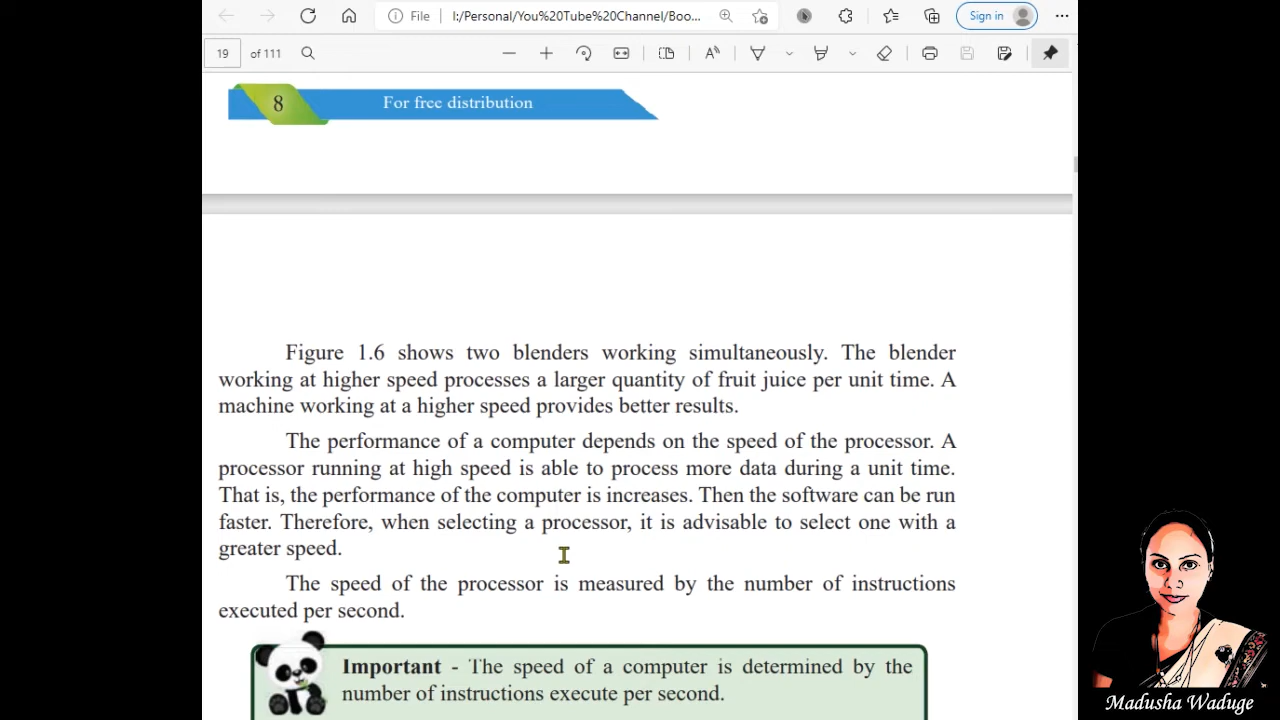 File
I:/Personal/You%20Tube%20Channel/Boo...
Sign in
19 of 111
8 For free distribution
Figure 1.6 shows two blenders working simultaneously. The blender
working at higher speed processes a larger quantity of fruit juice per unit time. A
machine working at a higher speed provides better results.
The performance of a computer depends on the speed of the processor. A
processor running at high speed is able to process more data during a unit time.
That is, the performance of the computer is increases. Then the software can be run
faster. Therefore, when selecting a processor, it is advisable to select one with a
greater speed.
The speed of the processor is measured by the number of instructions
executed per second.
Important - The speed of a computer is determined by the
number of instructions execute per second.
Madusha Waduge